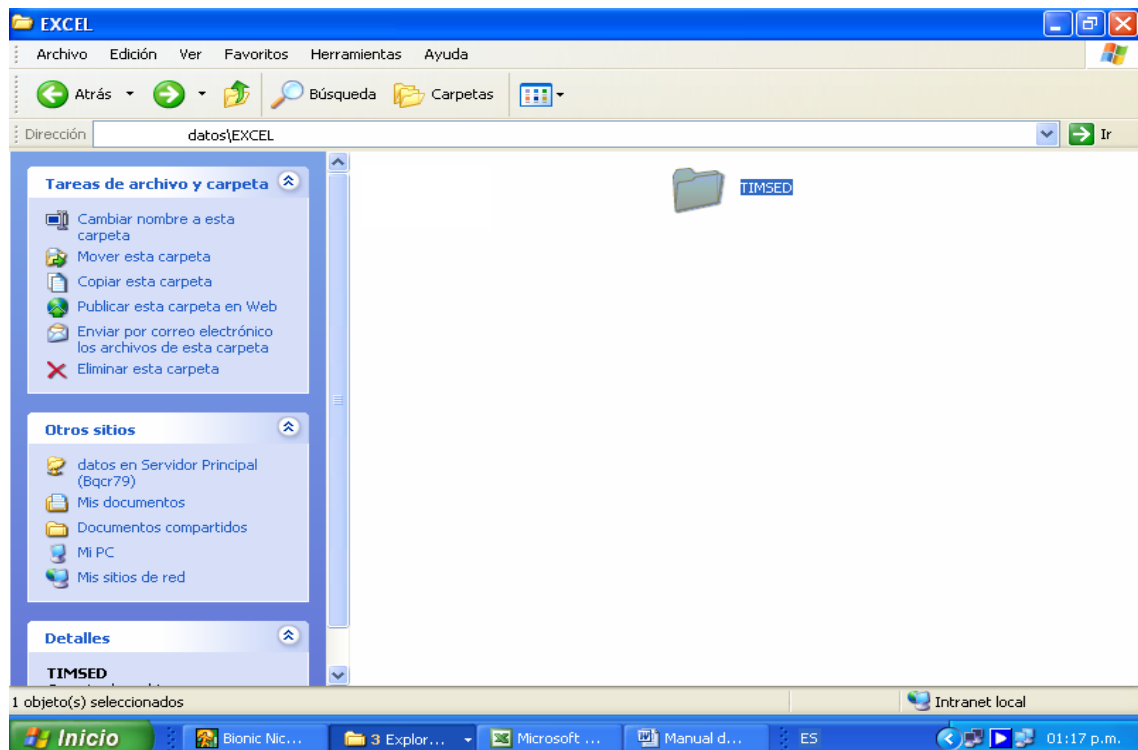 EXCEL
Archivo Edición Ver Favoritos Herramientas Ayuda
Atrás Búsqueda Carpetas
Dirección datos\EXCEL Ir
Tareas de archivo y carpeta
Cambiar nombre a esta
carpeta
Mover esta carpeta
Copiar esta carpeta
Publicar esta carpeta en Web
Enviar por correo electrónico
los archivos de esta carpeta
Eliminar esta carpeta
Otros sitios
datos en Servidor Principal
(Bqcr79)
Mis documentos
Documentos compartidos
Mi PC
Mis sitios de red
Detalles
TIMSED
TIMSED
1 objeto(s) seleccionados Intranet local
Inicio Bionic Nic... 3 Explor... Microsoft ... Manual d... ES 01:17 p.m.